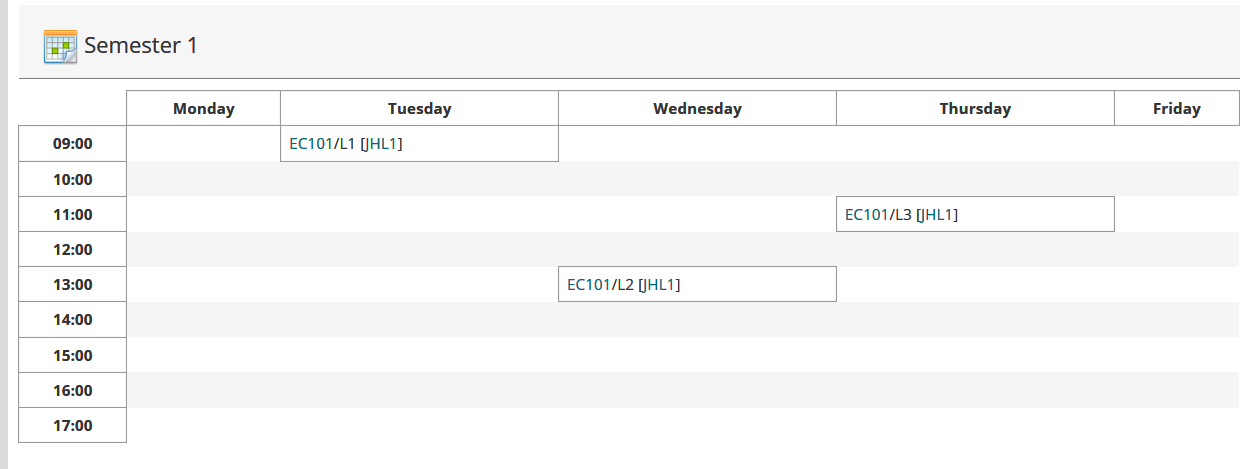 Semester 1
Monday Tuesday Wednesday Thursday Friday
09:00 EC101/L1 [JHL1]
10:00
11:00 EC101/L3 [JHL1]
12:00
13:00 EC101/L2 [JHL1]
14:00
15:00
16:00
17:00